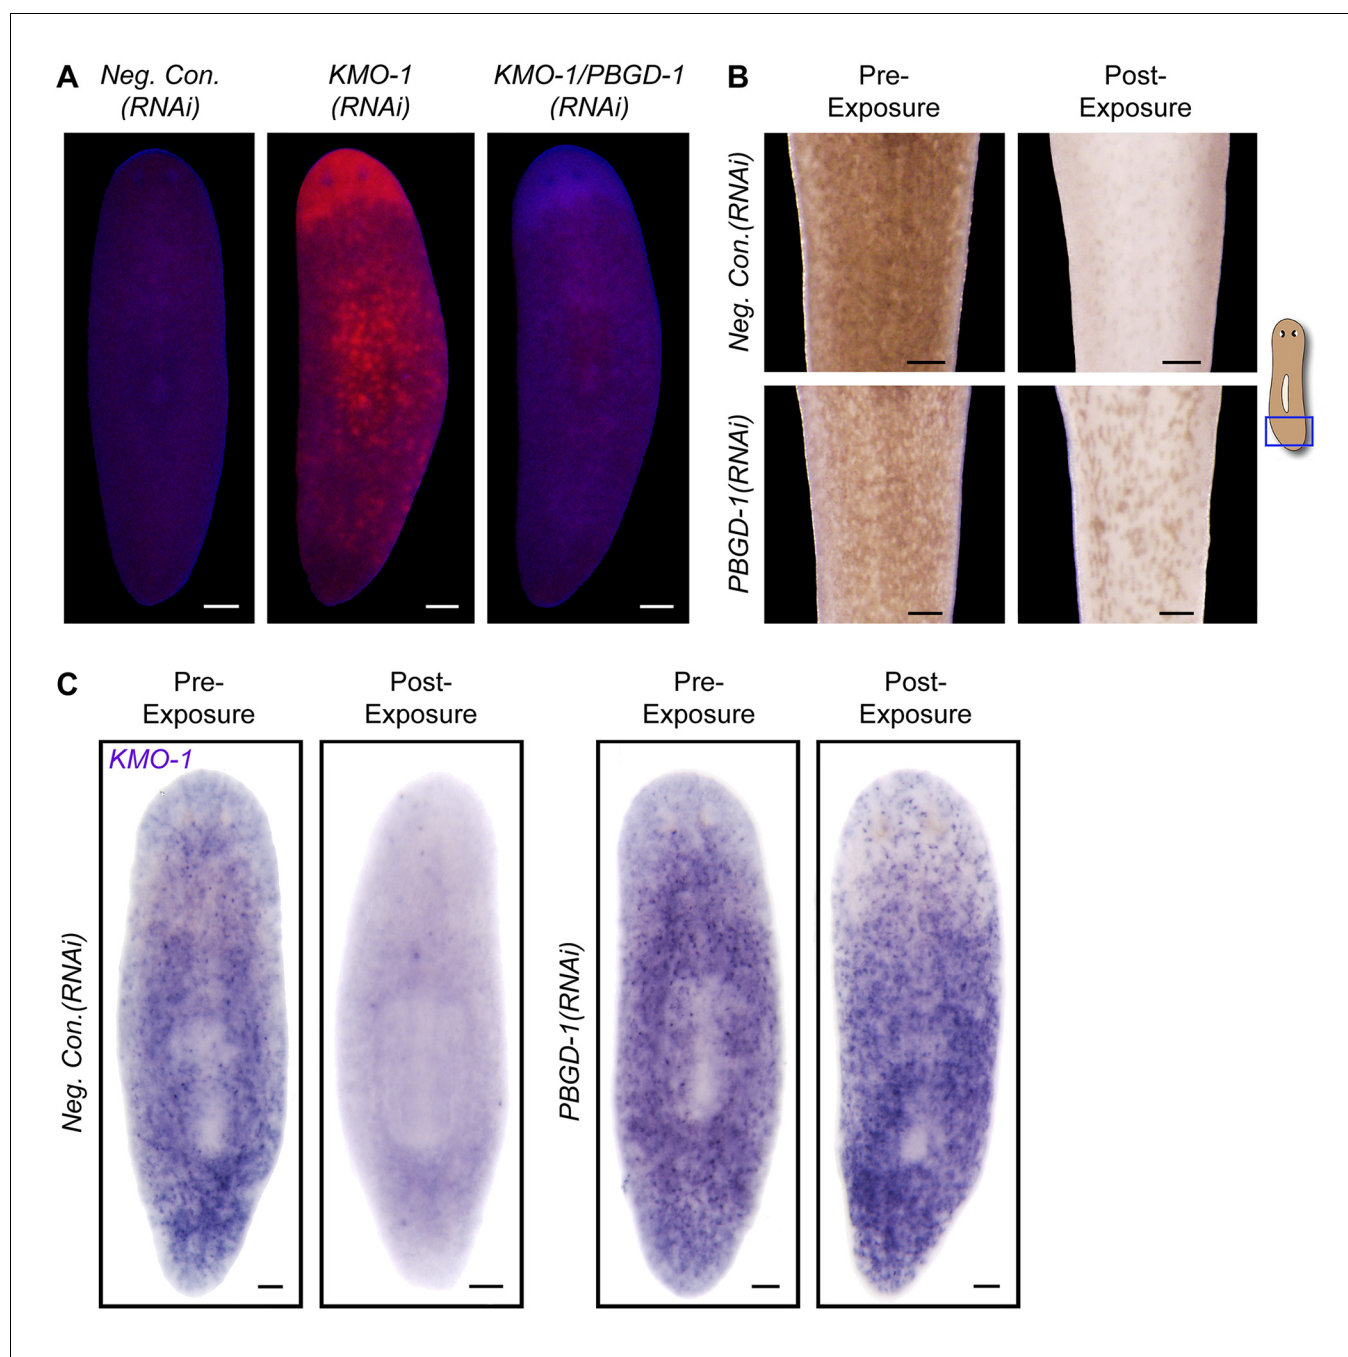 A
Neg. Con.
(RNAi)
KMO-1
(RNAi)
KMO-1/PBGD-1
(RNAi)
B
Pre-
Exposure
Post-
Exposure
Neg. Con.(RNAi)
PBGD-1(RNAi)
C
Pre-
Exposure
Post-
Exposure
Pre-
Exposure
Post-
Exposure
KMO-1
Neg. Con.(RNAi)
PBGD-1(RNAi)